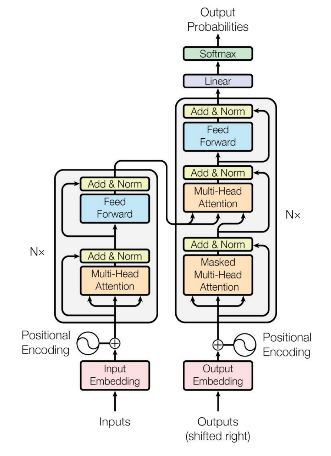 Output
Probabilities
Softmax
Linear
Add & Norm
Feed
Forward
Add & Norm
Multi-Head
Attention
Add & Norm
Masked
Multi-Head
Attention
Nx
Positional
Encoding
Output
Embedding
Outputs
(shifted right)
Add & Norm
Feed
Forward
Add & Norm
Multi-Head
Attention
Nx
Positional
Encoding
Input
Embedding
Inputs